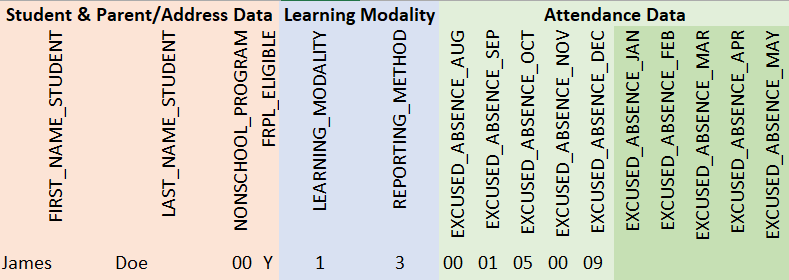 Student & Parent/Address Data Learning Modality Attendance Data
FIRST_NAME_STUDENT
LAST_NAME_STUDENT
NONSCHOOL_PROGRAM
FRPL_ELIGIBLE
LEARNING_MODALITY
REPORTING_METHOD
EXCUSED_ABSENCE_AUG
EXCUSED_ABSENCE_SEP
EXCUSED_ABSENCE_OCT
EXCUSED_ABSENCE_NOV
EXCUSED_ABSENCE_DEC
EXCUSED_ABSENCE_JAN
EXCUSED_ABSENCE_FEB
EXCUSED_ABSENCE_MAR
EXCUSED_ABSENCE_APR
EXCUSED_ABSENCE_MAY
James Doe 00 Y 1 3 00 01 05 00 09